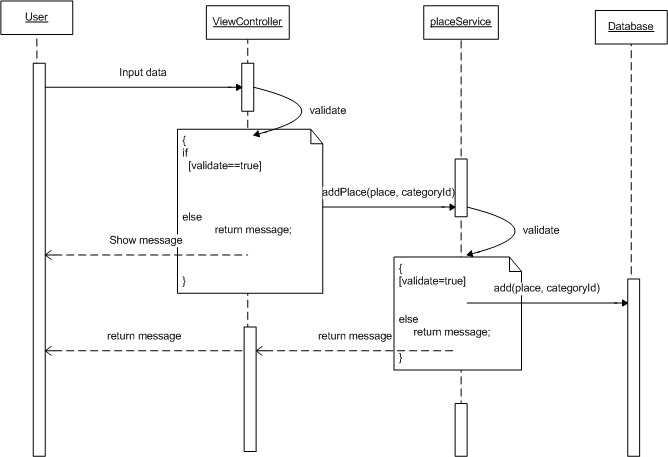 User
ViewController
placeService
Database
Input data
validate
{
if
[validate==true]
addPlace(place, categoryId)
else
return message;
Show message
}
validate
{
[validate=true]
add(place, categoryId)
else
return message;
}
return message
return message